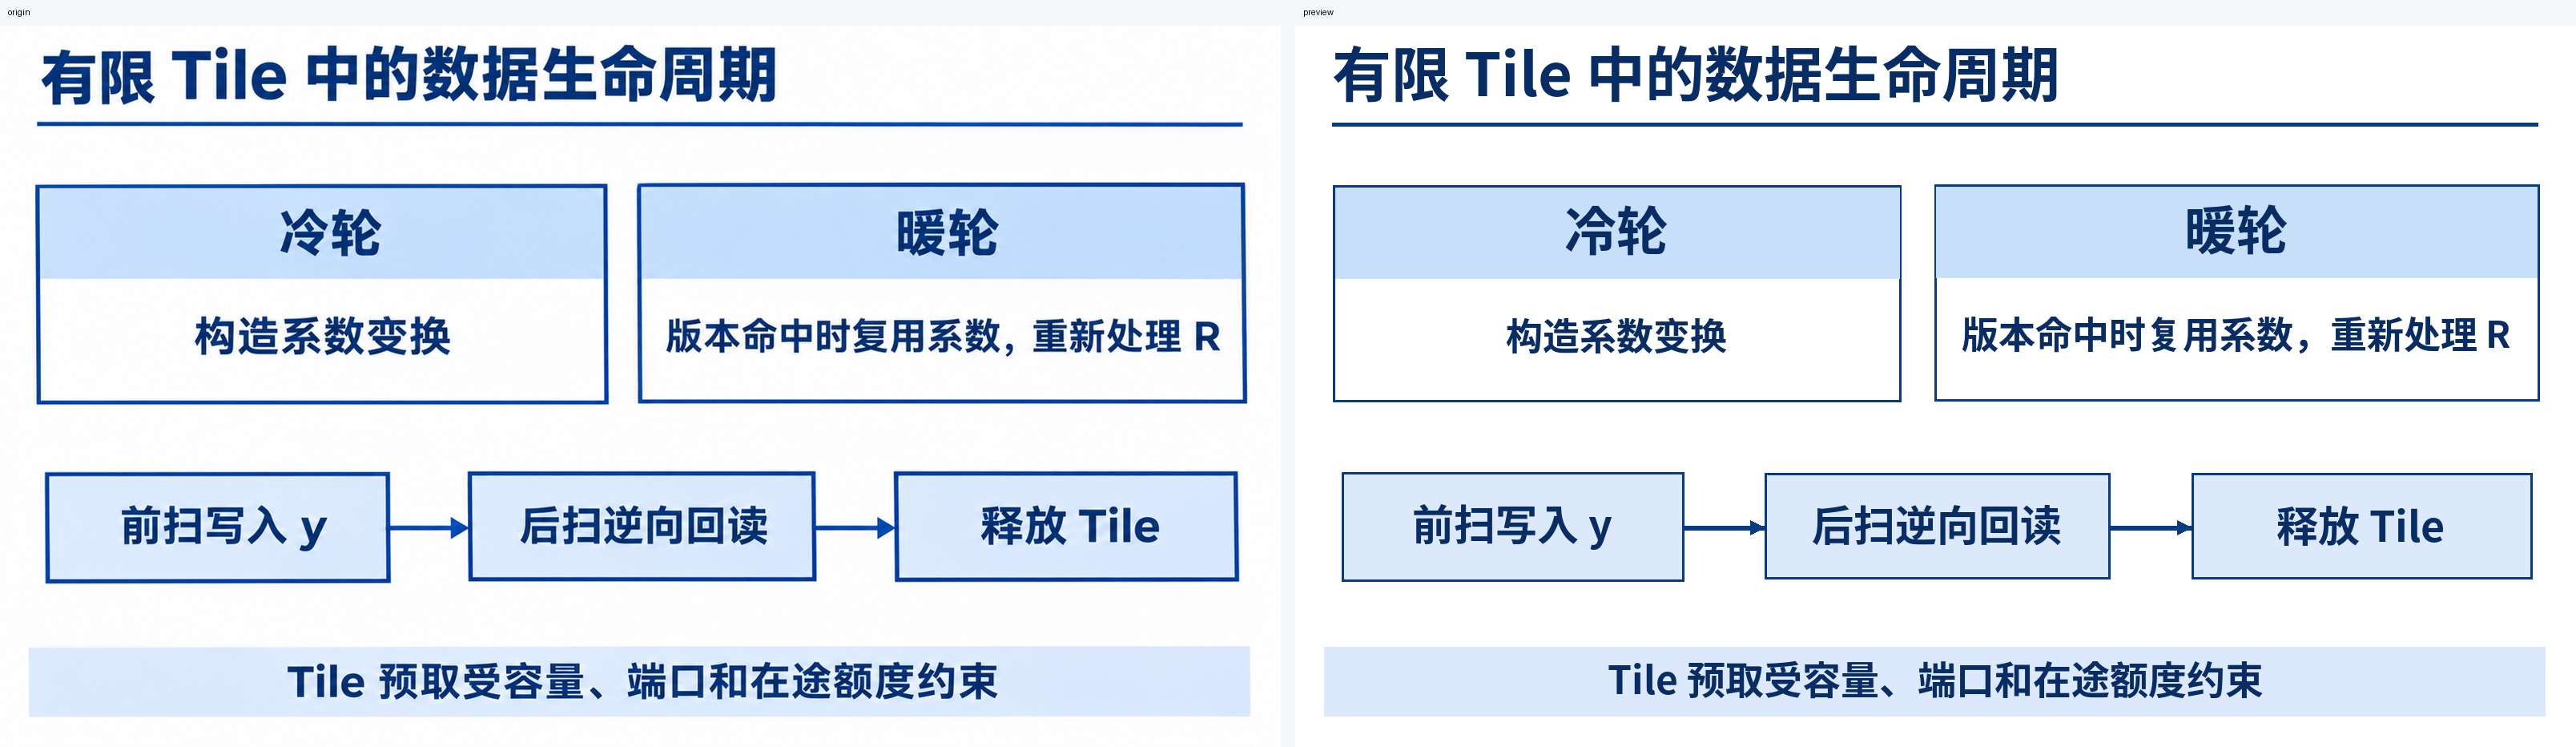 origin
有限 Tile 中的数据生命周期
冷轮
暖轮
构造系数变换
版本命中时复用系数，重新处理 R
前扫写入 y
后扫逆向回读
释放 Tile
Tile 预取受容量、端口和在途额度约束
preview
有限 Tile 中的数据生命周期
冷轮
暖轮
构造系数变换
版本命中时复用系数，重新处理 R
前扫写入 y
后扫逆向回读
释放 Tile
Tile 预取受容量、端口和在途额度约束